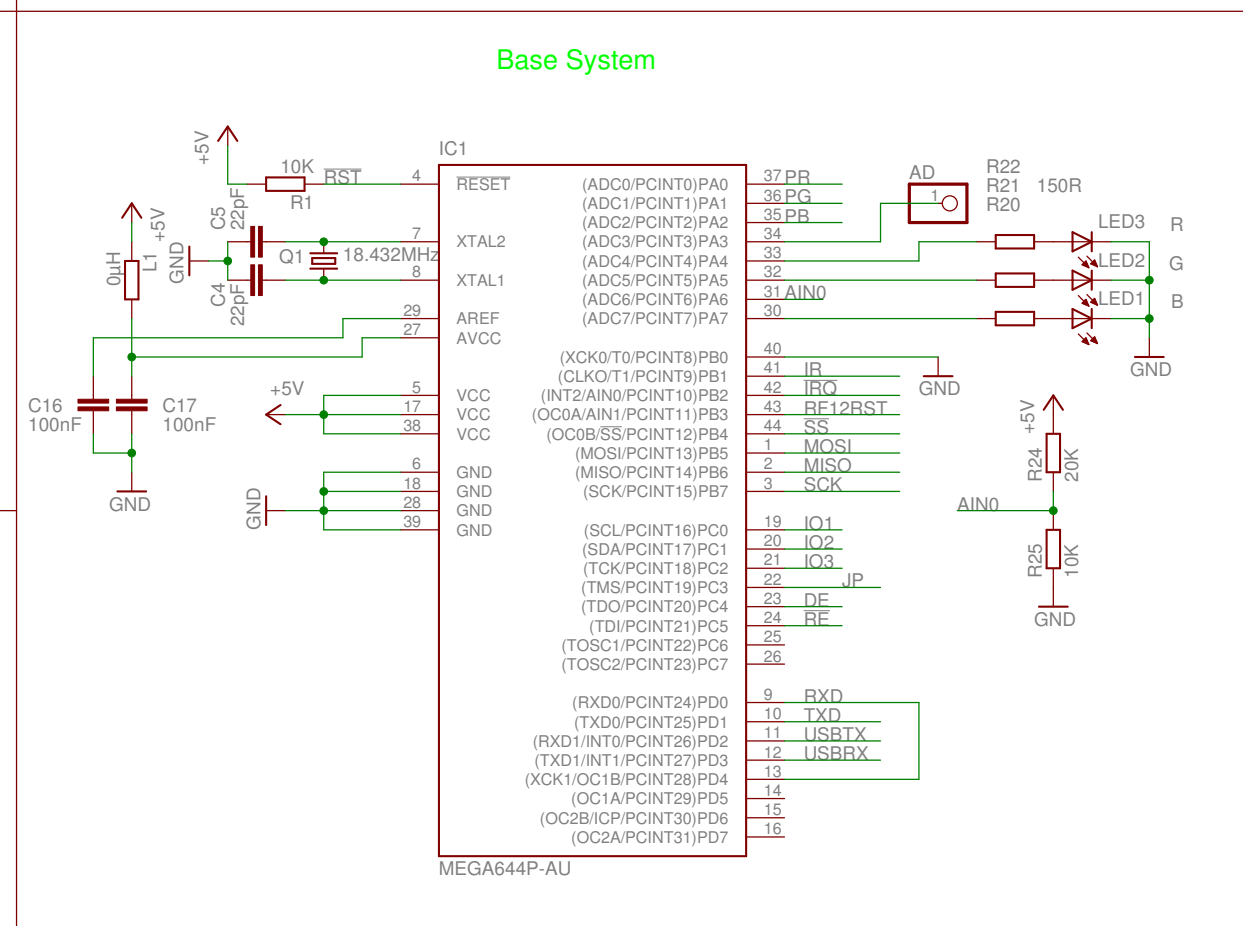 Base System
IC1
+5V
10K
R1
RST
4
RESET
+5V
0µH
L1
GND
C5
22pF
C4
22pF
Q1
18.432MHz
7
XTAL2
8
XTAL1
29
AREF
27
AVCC
C16
100nF
C17
100nF
GND
+5V
5
VCC
17
VCC
38
VCC
GND
6
GND
18
GND
28
GND
39
GND
(ADC0/PCINT0)PA0 37 PR
(ADC1/PCINT1)PA1 36 PG
(ADC2/PCINT2)PA2 35 PB
(ADC3/PCINT3)PA3 34
(ADC4/PCINT4)PA4 33
(ADC5/PCINT5)PA5 32
(ADC6/PCINT6)PA6 31 AIN0
(ADC7/PCINT7)PA7 30
(XCK0/T0/PCINT8)PB0 40
(CLKO/T1/PCINT9)PB1 41 IR
(INT2/AIN0/PCINT10)PB2 42 IRQ
(OC0A/AIN1/PCINT11)PB3 43 RF12RST
(OC0B/SS/PCINT12)PB4 44 SS
(MOSI/PCINT13)PB5 1 MOSI
(MISO/PCINT14)PB6 2 MISO
(SCK/PCINT15)PB7 3 SCK
(SCL/PCINT16)PC0 19 IO1
(SDA/PCINT17)PC1 20 IO2
(TCK/PCINT18)PC2 21 IO3
(TMS/PCINT19)PC3 22 JP
(TDO/PCINT20)PC4 23 DE
(TDI/PCINT21)PC5 24 RE
(TOSC1/PCINT22)PC6 25
(TOSC2/PCINT23)PC7 26
(RXD0/PCINT24)PD0 9 RXD
(TXD0/PCINT25)PD1 10 TXD
(RXD1/INT0/PCINT26)PD2 11 USBTX
(TXD1/INT1/PCINT27)PD3 12 USBRX
(XCK1/OC1B/PCINT28)PD4 13
(OC1A/PCINT29)PD5 14
(OC2B/ICP/PCINT30)PD6 15
(OC2A/PCINT31)PD7 16
MEGA644P-AU
AD
1
R22
R21 150R
R20
LED3 R
LED2 G
LED1 B
GND
GND
+5V
R24
20K
AIN0
R25
10K
GND